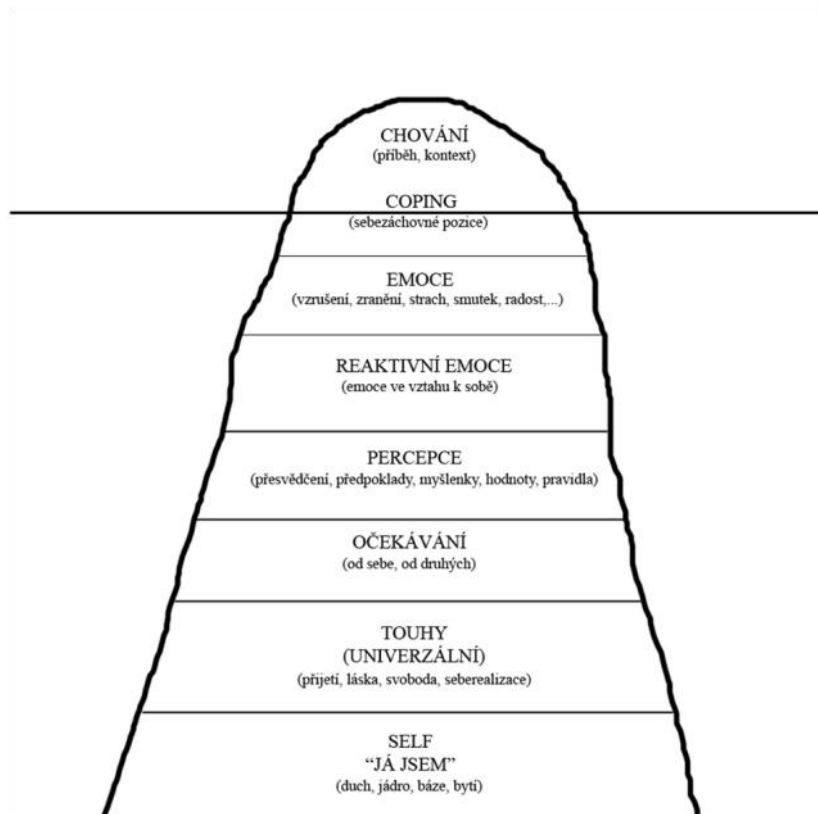 CHOVÁNÍ
(příběh, kontext)
COPING
(sebezáchovné pozice)
EMOCE
(vzrušení, zranění, strach, smutek, radost,...)
REAKTIVNÍ EMOCE
(emoce ve vztahu k sobě)
PERCEPCE
(přesvědčení, předpoklady, myšlenky, hodnoty, pravidla)
OČEKÁVÁNÍ
(od sebe, od druhých)
TOUHY
(UNIVERZÁLNÍ)
(přijetí, láska, svoboda, seberealizace)
SELF
“JÁ JSEM”
(duch, jádro, báze, bytí)